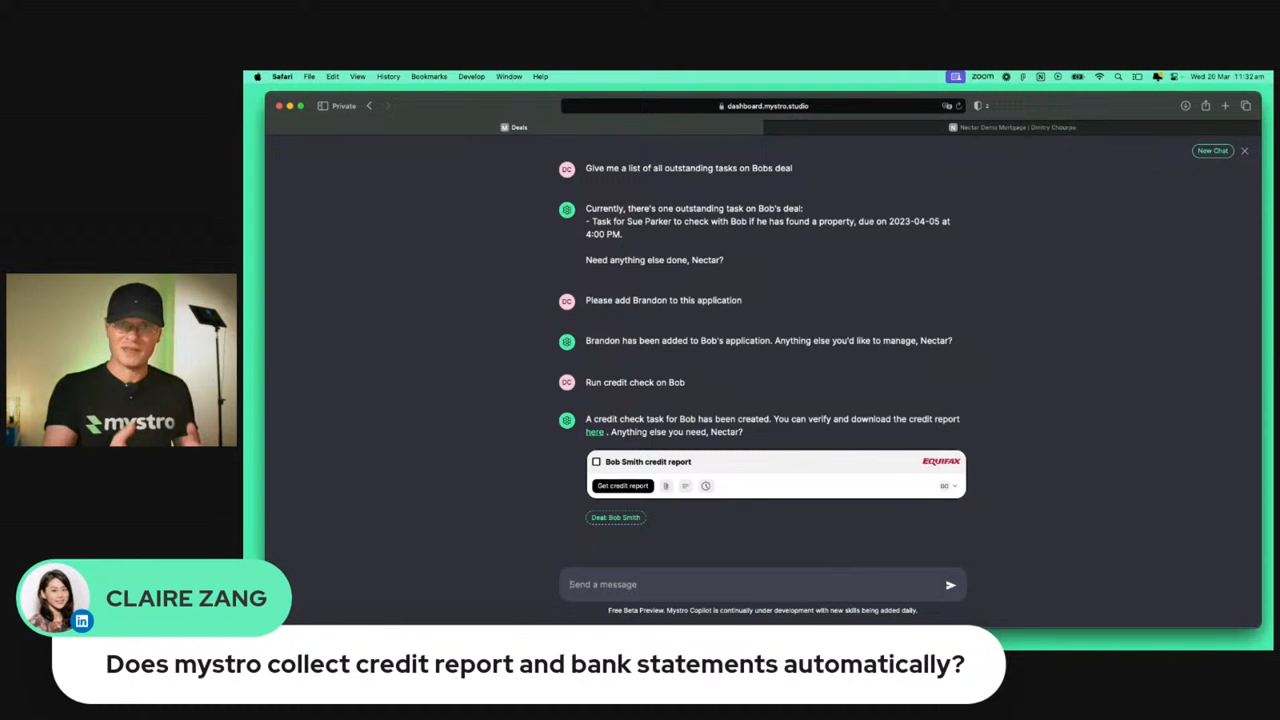 Safari File Edit View History Bookmarks Develop Window Help zoom Wed 20 Mar 11:32am
Private dashboard.mystro.studio
Deals Nectar Demo Mortgage | Dmitry Chourpo
New Chat
DC Give me a list of all outstanding tasks on Bobs deal
Currently, there's one outstanding task on Bob's deal:
- Task for Sue Parker to check with Bob if he has found a property, due on 2023-04-05 at
4:00 PM.
Need anything else done, Nectar?
DC Please add Brandon to this application
Brandon has been added to Bob's application. Anything else you'd like to manage, Nectar?
DC Run credit check on Bob
A credit check task for Bob has been created. You can verify and download the credit report
here . Anything else you need, Nectar?
Bob Smith credit report EQUIFAX
Get credit report DC
Deal: Bob Smith
Send a message
Free Beta Preview. Mystro Copilot is continually under development with new skills being added daily.
mystro
CLAIRE ZANG
in
Does mystro collect credit report and bank statements automatically?